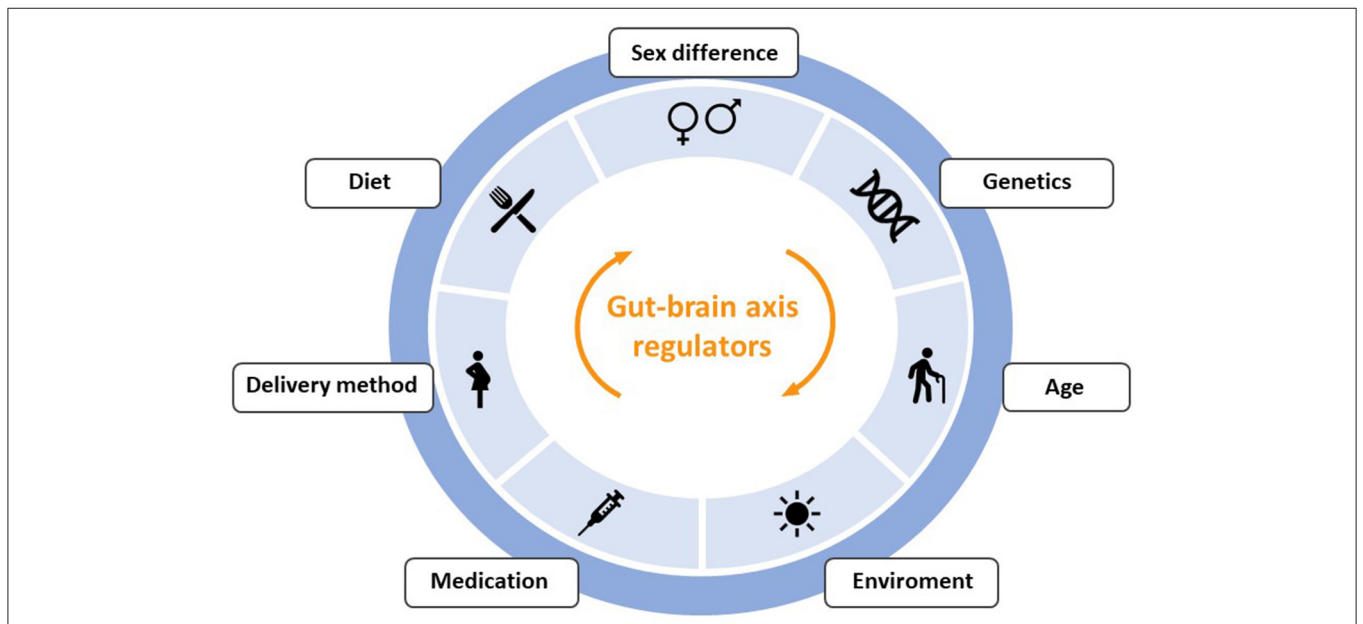 Sex difference
Diet
Genetics
Gut-brain axis
regulators
Delivery method
Age
Medication
Enviroment